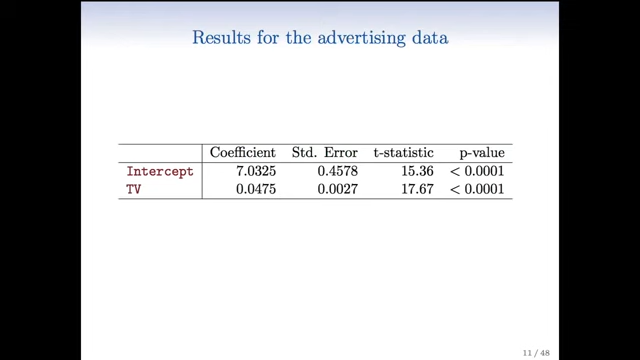 Results for the advertising data
Coefficient Std. Error t-statistic p-value
Intercept 7.0325 0.4578 15.36 < 0.0001
TV 0.0475 0.0027 17.67 < 0.0001
11 / 48